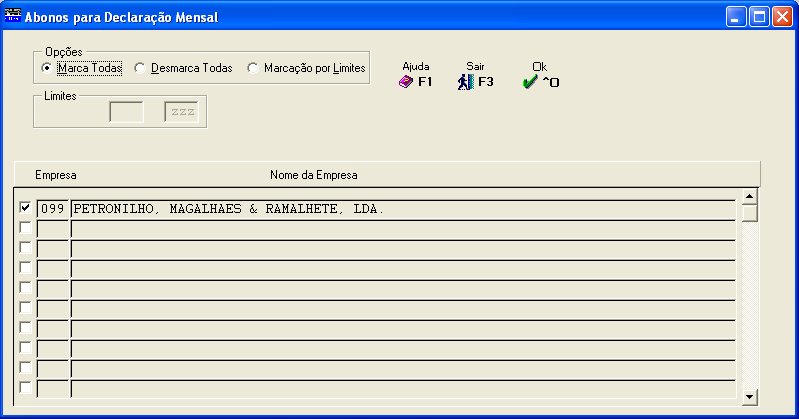 Abonos para Declaração Mensal
Opções
Marca Todas Desmarca Todas Marcação por Limites
Ajuda Sair Ok
F1 F3 ^O
Limites
zzz
Empresa Nome da Empresa
099 PETRONILHO, MAGALHAES & RAMALHETE, LDA.